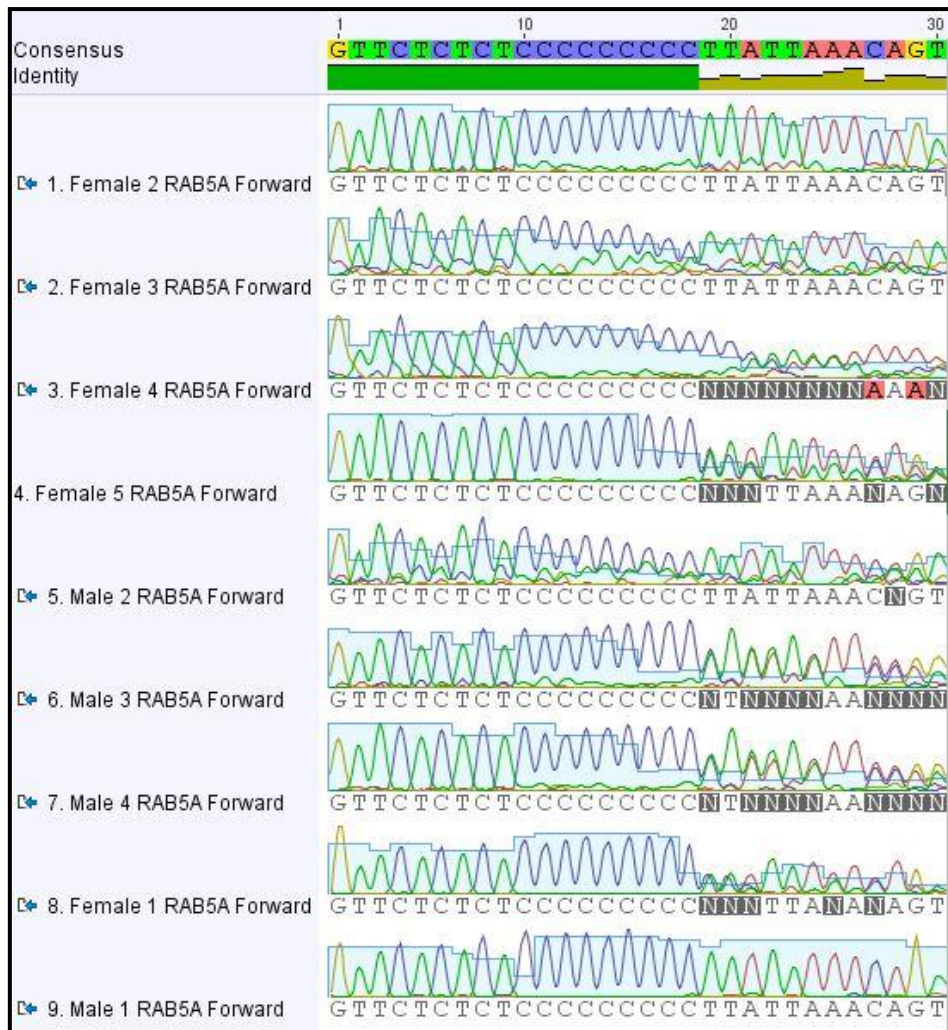 1 10 20 30
Consensus GTTCTCTCTCCCCCCCCCTTATTAAACAGT
Identity
1. Female 2 RAB5A Forward GTTCTCTCTCCCCCCCCCTTATTAAACAGT
2. Female 3 RAB5A Forward GTTCTCTCTCCCCCCCCCTTATTAAACAGT
3. Female 4 RAB5A Forward GTTCTCTCTCCCCCCCCCNNNNNNNNAAAN
4. Female 5 RAB5A Forward GTTCTCTCTCCCCCCCCCNNNTTAAANAGN
5. Male 2 RAB5A Forward GTTCTCTCTCCCCCCCCCTTATTAAACNGT
6. Male 3 RAB5A Forward GTTCTCTCTCCCCCCCCCNTNNNNAANNNN
7. Male 4 RAB5A Forward GTTCTCTCTCCCCCCCCCNTNNNNAANNNN
8. Female 1 RAB5A Forward GTTCTCTCTCCCCCCCCCNNNTTANANAGT
9. Male 1 RAB5A Forward GTTCTCTCTCCCCCCCCCTTATTAAACAGT